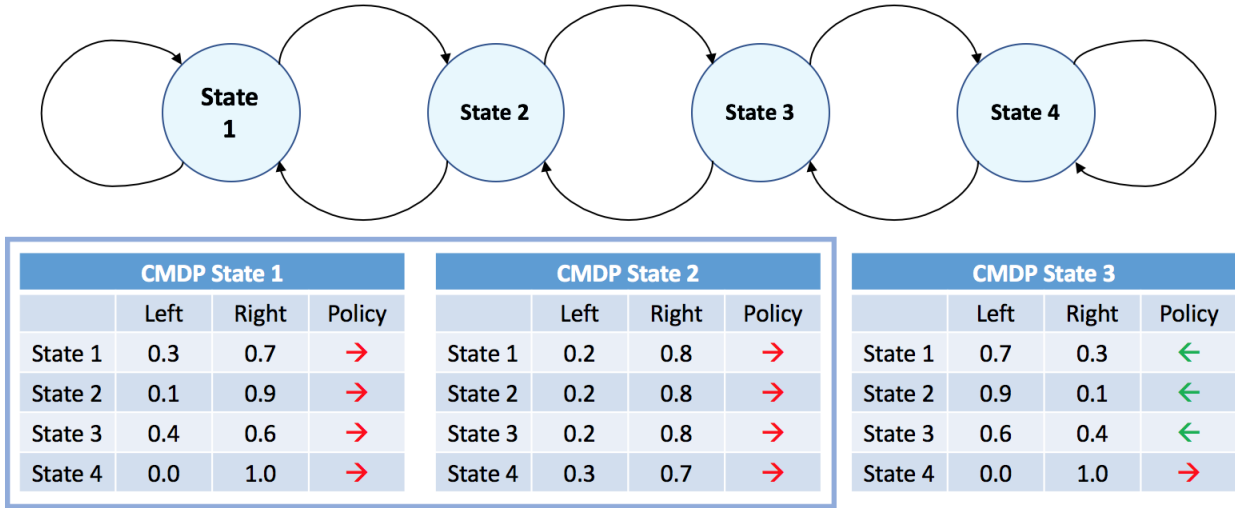 State
1
State 2
State 3
State 4
CMDP State 1
Left Right Policy
State 1 0.3 0.7 →
State 2 0.1 0.9 →
State 3 0.4 0.6 →
State 4 0.0 1.0 →
CMDP State 2
Left Right Policy
State 1 0.2 0.8 →
State 2 0.2 0.8 →
State 3 0.2 0.8 →
State 4 0.3 0.7 →
CMDP State 3
Left Right Policy
State 1 0.7 0.3 ←
State 2 0.9 0.1 ←
State 3 0.6 0.4 ←
State 4 0.0 1.0 →